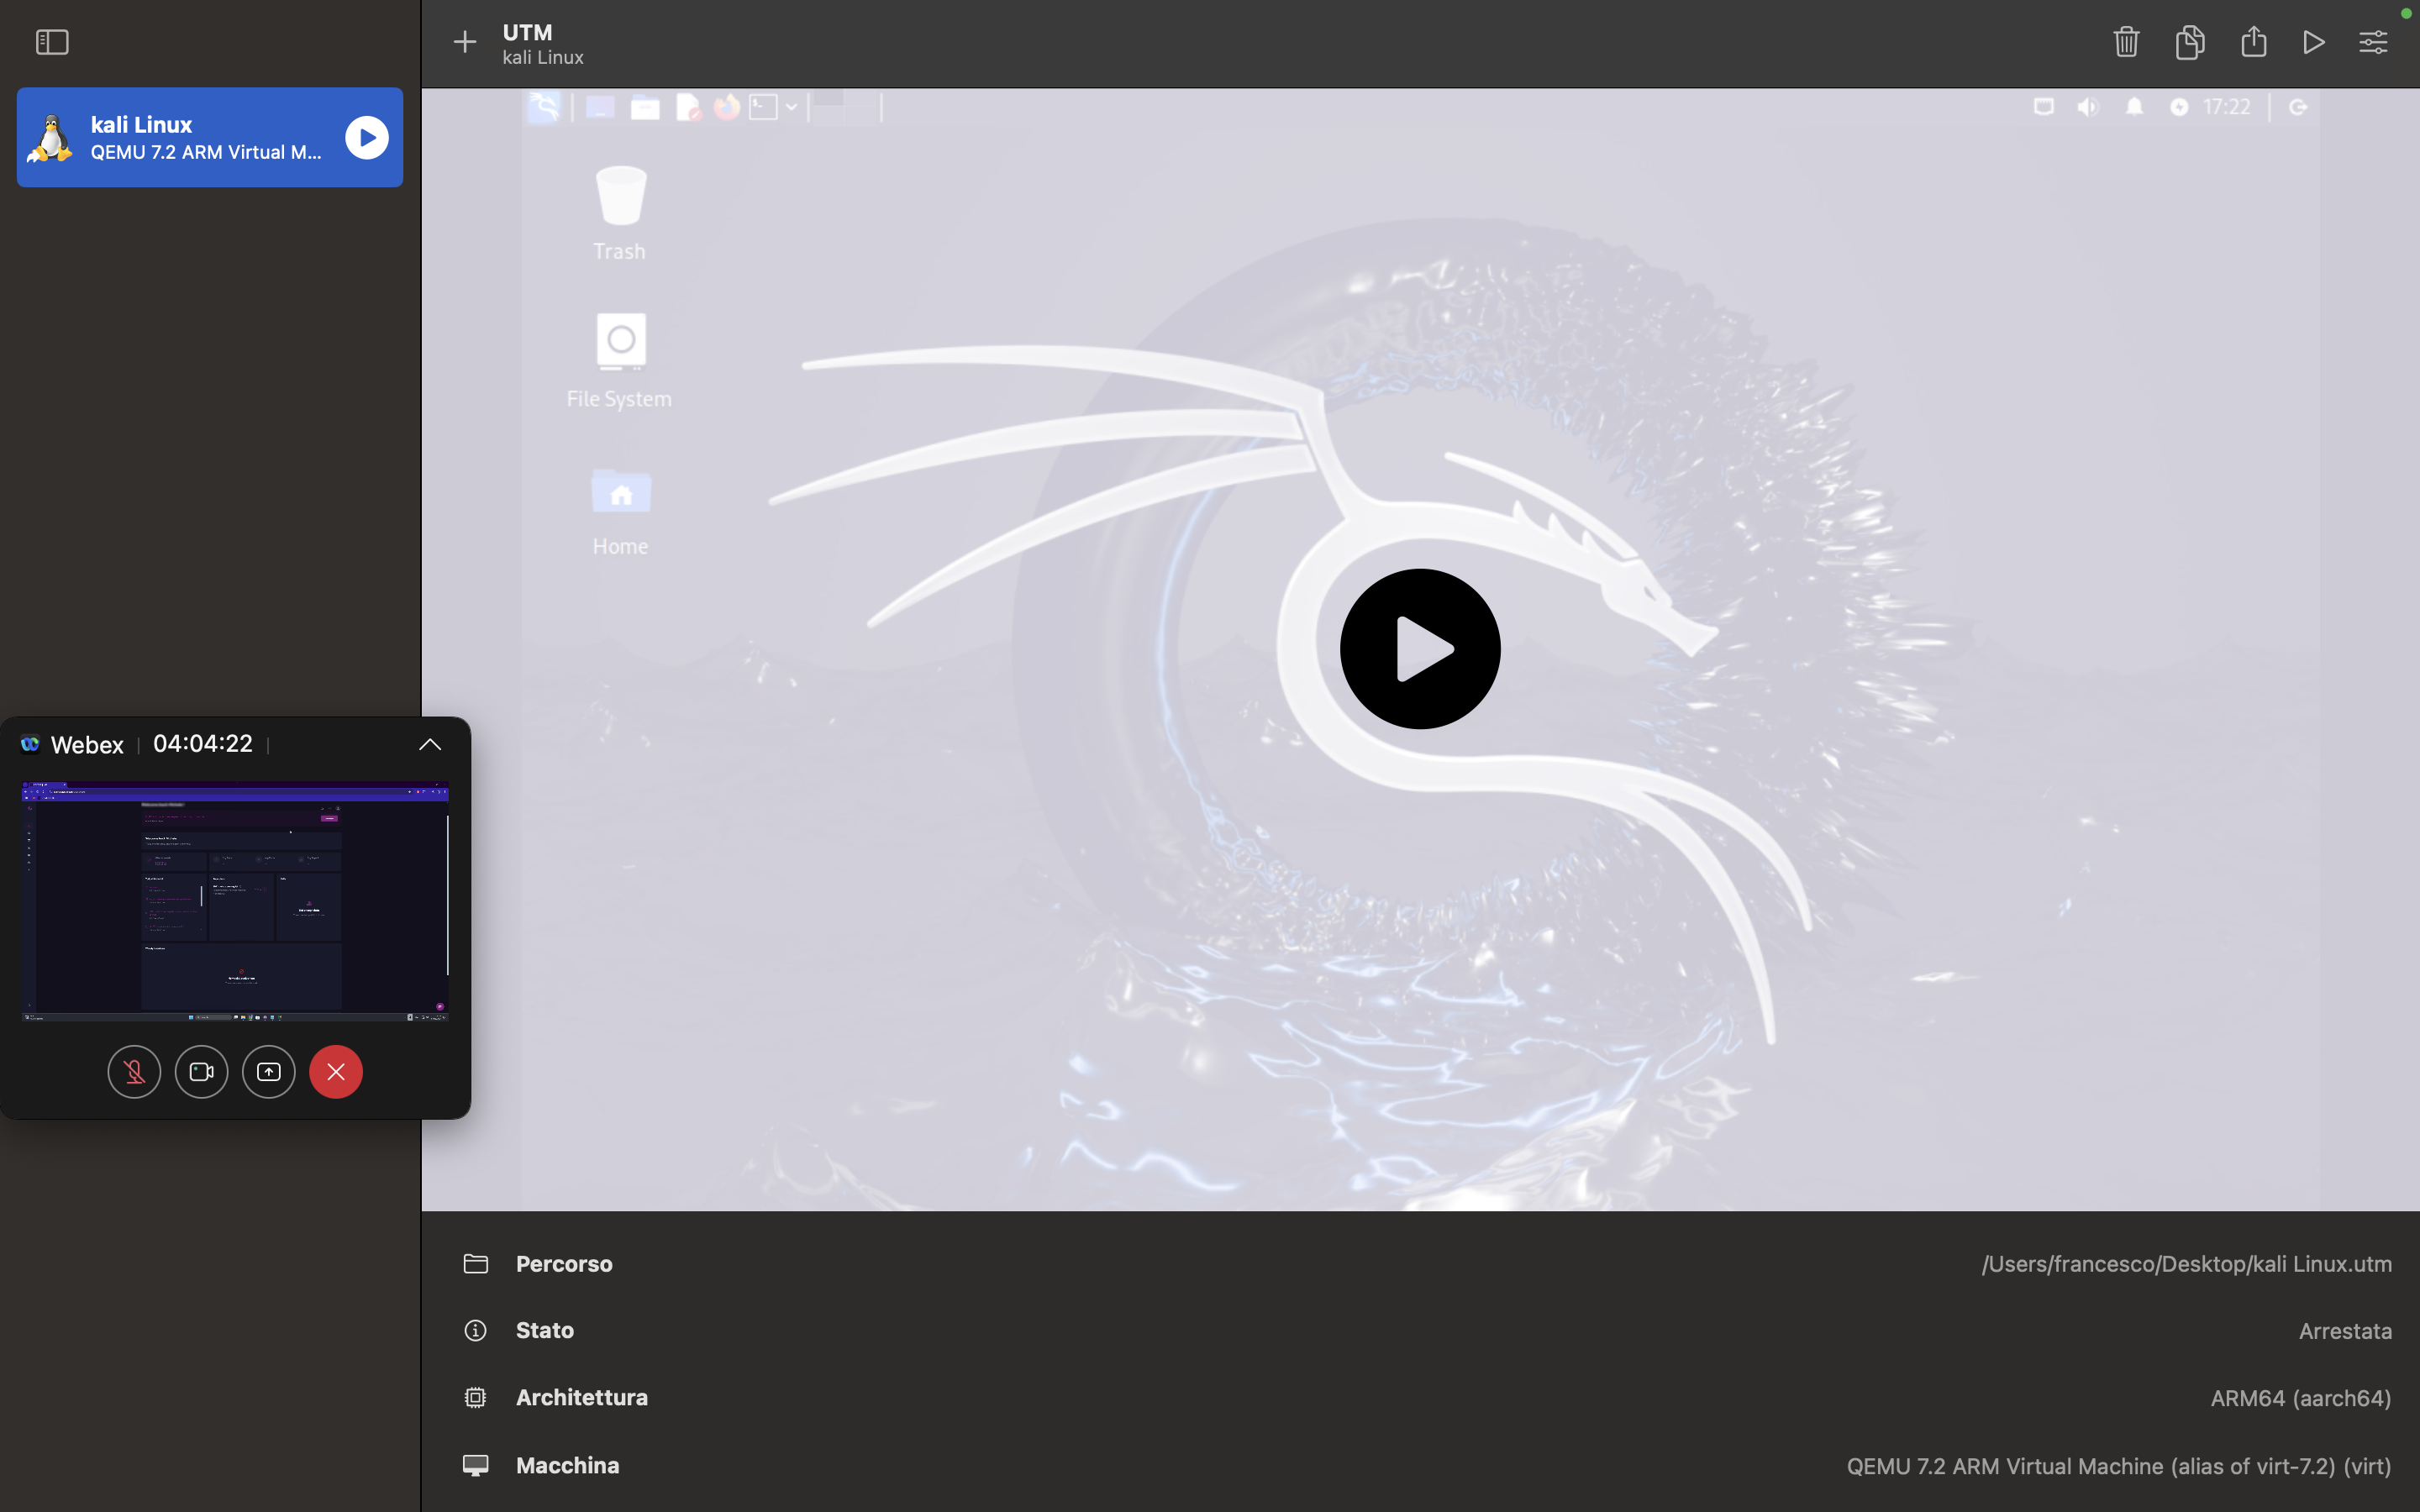 UTM
kali Linux
kali Linux
QEMU 7.2 ARM Virtual M...
17:22
Trash
File System
Home
Webex
04:04:22
Percorso
/Users/francesco/Desktop/kali Linux.utm
Stato
Arrestata
Architettura
ARM64 (aarch64)
Macchina
QEMU 7.2 ARM Virtual Machine (alias of virt-7.2) (virt)